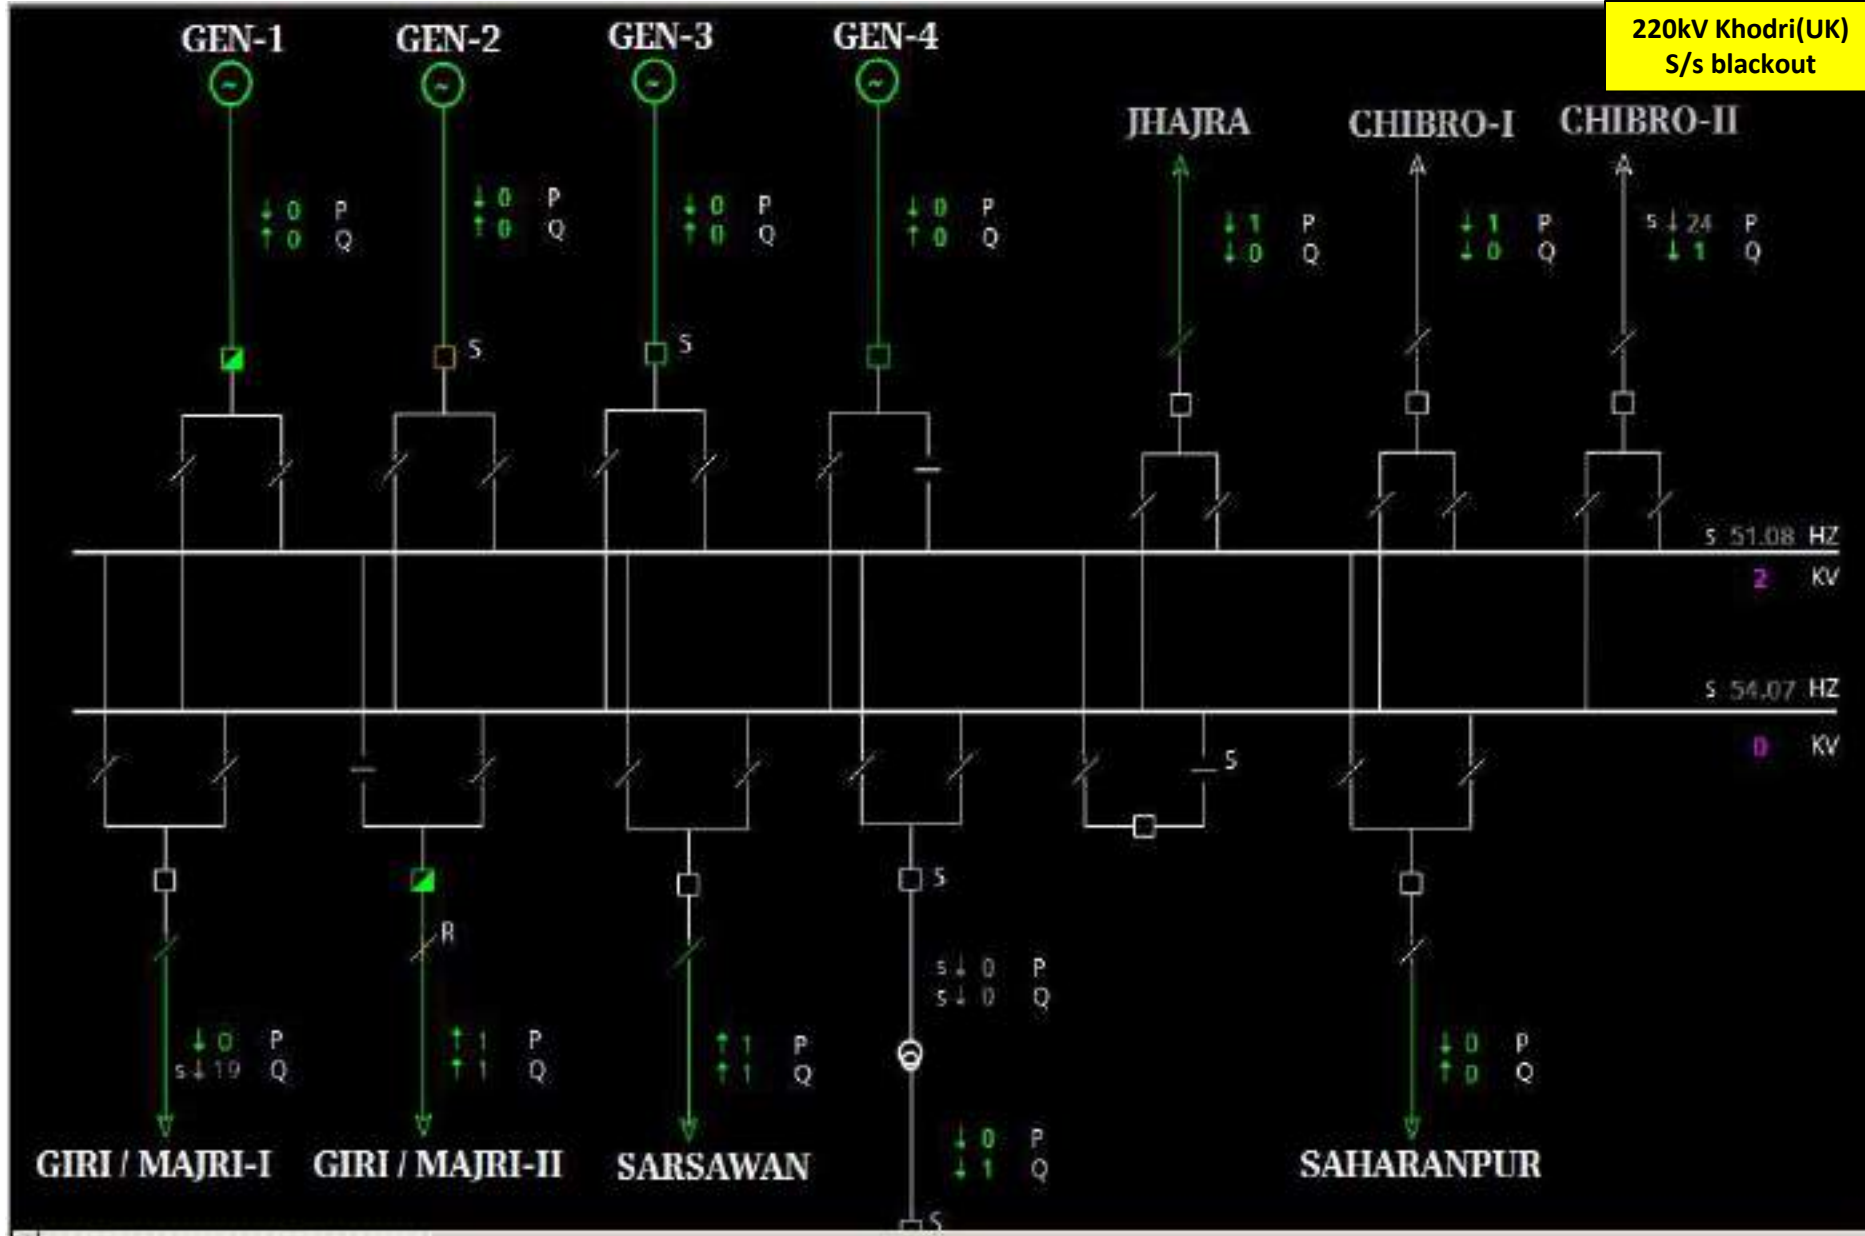 220kV Khodri(UK)
S/s blackout
GEN-1
GEN-2
GEN-3
GEN-4
JHAJRA
CHIBRO-I
CHIBRO-II
↓ 0 P
↑ 0 Q
↓ 0 P
↑ 0 Q
↓ 0 P
↑ 0 Q
↓ 0 P
↑ 0 Q
↓ 1 P
↓ 0 Q
↓ 1 P
↓ 0 Q
S ↓ 24 P
↓ 1 Q
S
S
S 51.08 HZ
2 KV
S 54.07 HZ
0 KV
S
S
R
S ↓ 0 P
S ↓ 0 Q
↓ 0 P
S ↓ 19 Q
↑ 1 P
↑ 1 Q
↑ 1 P
↑ 1 Q
↓ 0 P
↑ 0 Q
↓ 0 P
↓ 1 Q
GIRI / MAJRI-I
GIRI / MAJRI-II
SARSAWAN
SAHARANPUR
S